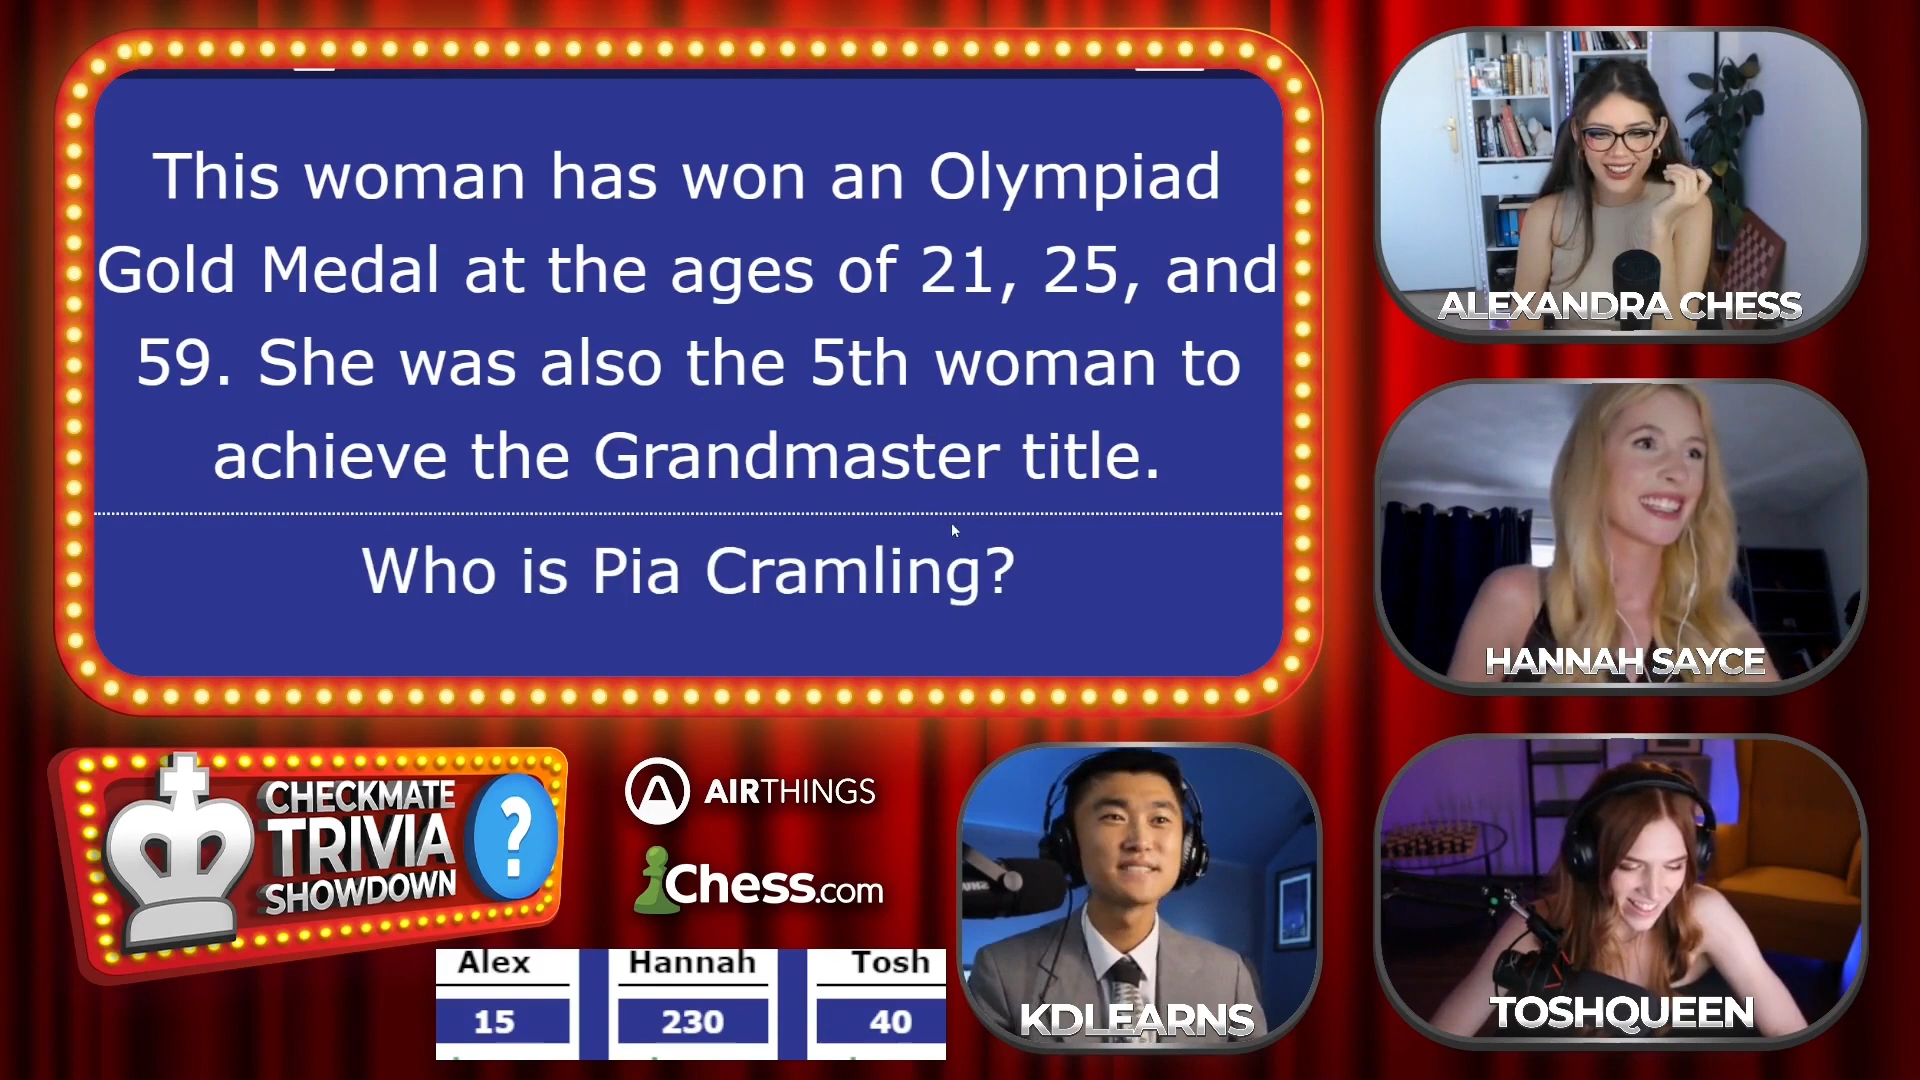 This woman has won an Olympiad
Gold Medal at the ages of 21, 25, and
59. She was also the 5th woman to
achieve the Grandmaster title.
Who is Pia Cramling?
ALEXANDRA CHESS
HANNAH SAYCE
TOSHQUEEN
KDLEARNS
CHECKMATE
TRIVIA
SHOWDOWN
?
AIRTHINGS
Chess.com
Alex
Hannah
Tosh
15
230
40